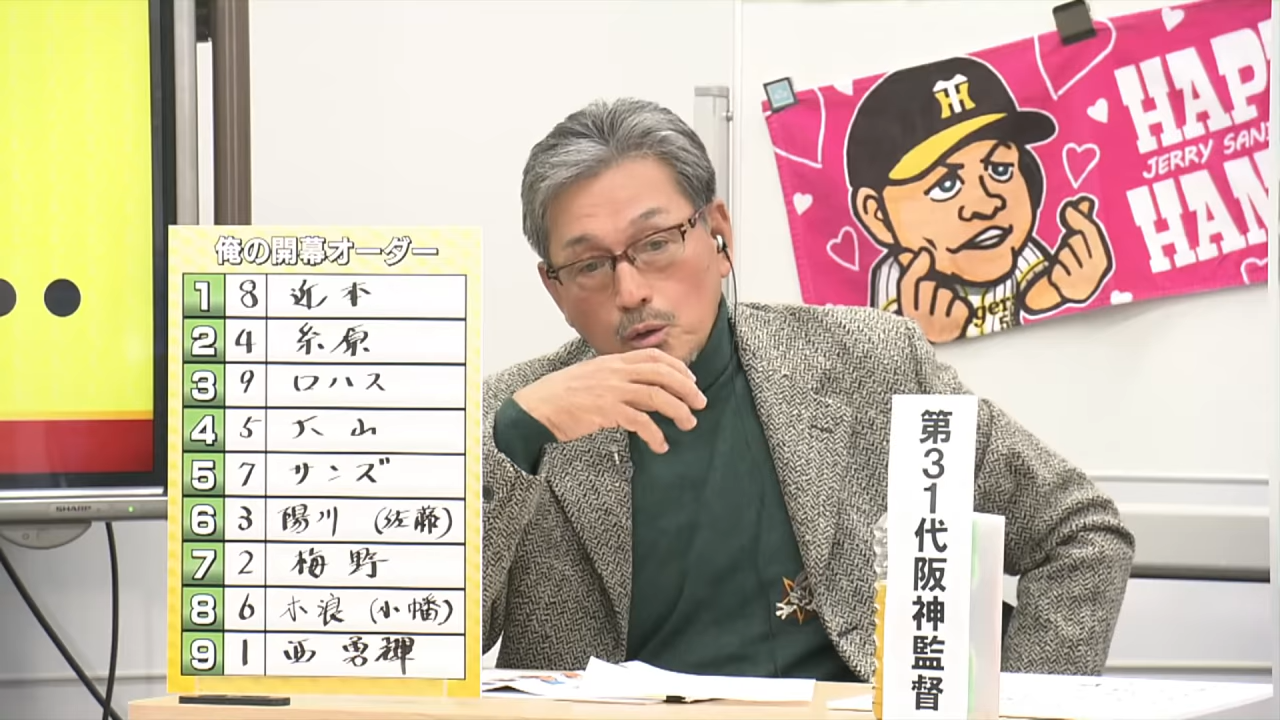 俺の開幕オーダー
1 8 近本
2 4 糸原
3 9 ロハス
4 5 大山
5 7 サンズ
6 3 陽川 (佐藤)
7 2 梅野
8 6 木浪 (小幡)
9 1 西 勇輝
SHARP
HAP
JERRY SAN
HAN
gers
第31代阪神監督